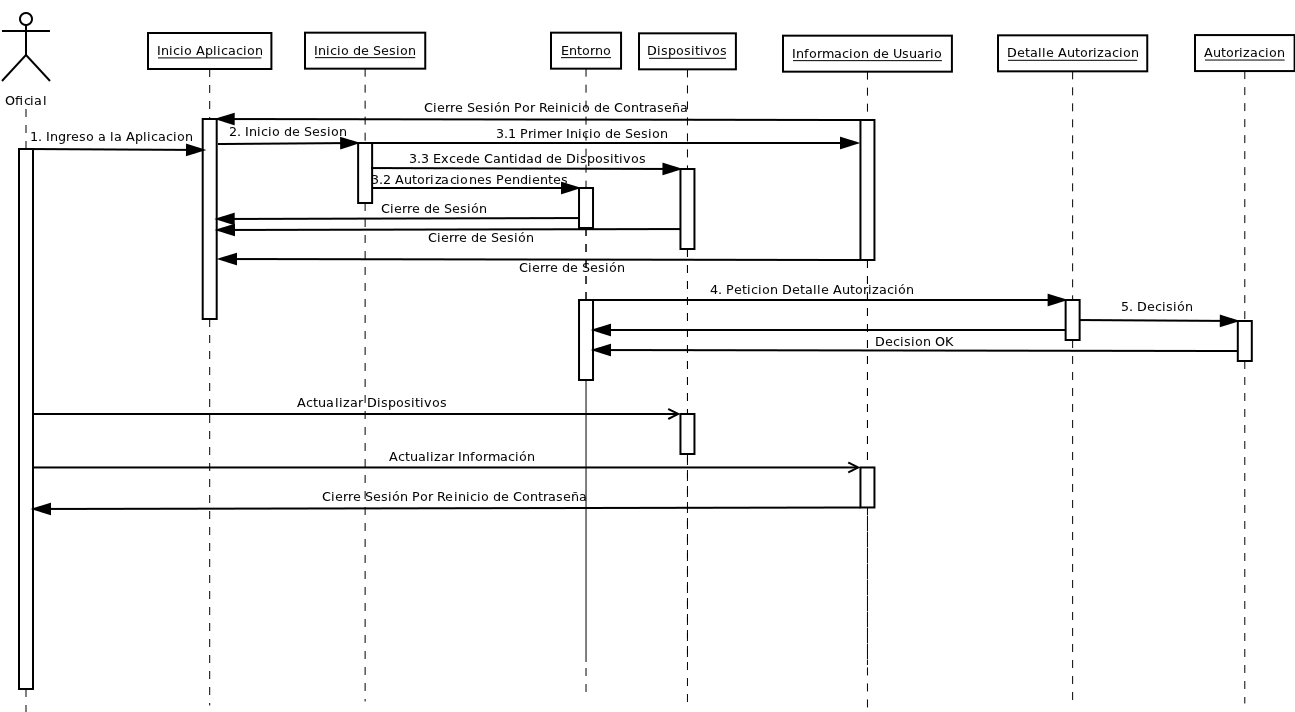 Inicio Aplicacion
Inicio de Sesion
Entorno
Dispositivos
Informacion de Usuario
Detalle Autorizacion
Autorizacion
Oficial
Cierre Sesión Por Reinicio de Contraseña
1. Ingreso a la Aplicacion
2. Inicio de Sesion
3.1 Primer Inicio de Sesion
3.3 Excede Cantidad de Dispositivos
3.2 Autorizaciones Pendientes
Cierre de Sesión
Cierre de Sesión
Cierre de Sesión
4. Peticion Detalle Autorización
5. Decisión
Decision OK
Actualizar Dispositivos
Actualizar Información
Cierre Sesión Por Reinicio de Contraseña